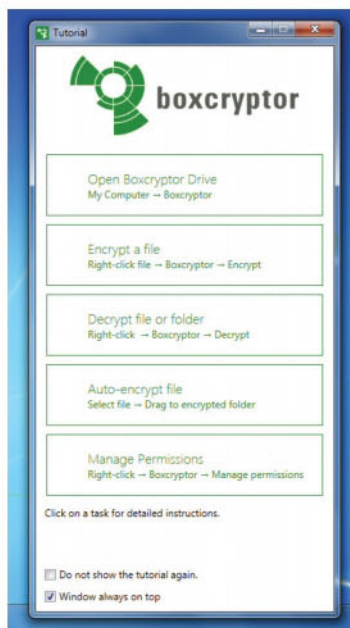 Tutorial
boxcryptor
Open Boxcryptor Drive
My Computer → Boxcryptor
Encrypt a file
Right-click file → Boxcryptor → Encrypt
Decrypt file or folder
Right-click → Boxcryptor → Decrypt
Auto-encrypt file
Select file → Drag to encrypted folder
Manage Permissions
Right-click → Boxcryptor → Manage permissions
Click on a task for detailed instructions.
Do not show the tutorial again.
Window always on top